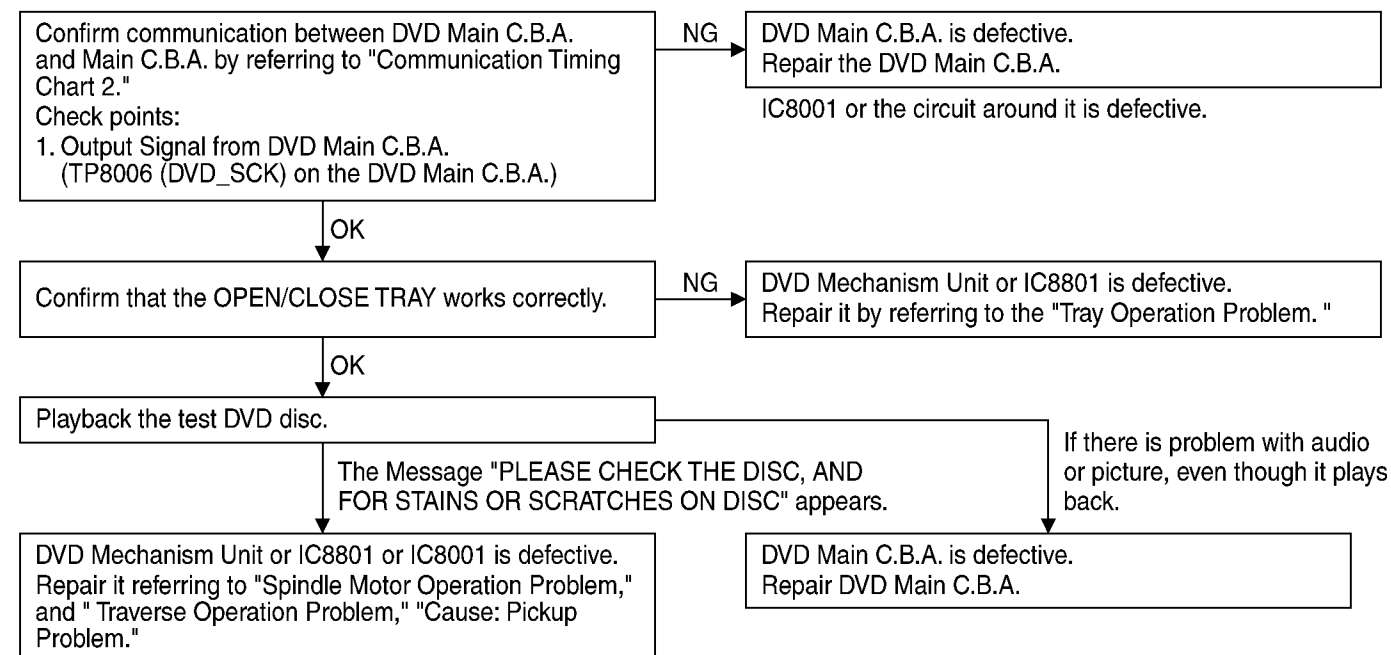 Confirm communication between DVD Main C.B.A.
and Main C.B.A. by referring to "Communication Timing
Chart 2."
Check points:
1. Output Signal from DVD Main C.B.A.
(TP8006 (DVD_SCK) on the DVD Main C.B.A.)
NG
DVD Main C.B.A. is defective.
Repair the DVD Main C.B.A.
IC8001 or the circuit around it is defective.
OK
Confirm that the OPEN/CLOSE TRAY works correctly.
NG
DVD Mechanism Unit or IC8801 is defective.
Repair it by referring to the "Tray Operation Problem. "
OK
Playback the test DVD disc.
The Message "PLEASE CHECK THE DISC, AND
FOR STAINS OR SCRATCHES ON DISC" appears.
If there is problem with audio
or picture, even though it plays
back.
DVD Mechanism Unit or IC8801 or IC8001 is defective.
Repair it referring to "Spindle Motor Operation Problem,"
and " Traverse Operation Problem," "Cause: Pickup
Problem."
DVD Main C.B.A. is defective.
Repair DVD Main C.B.A.